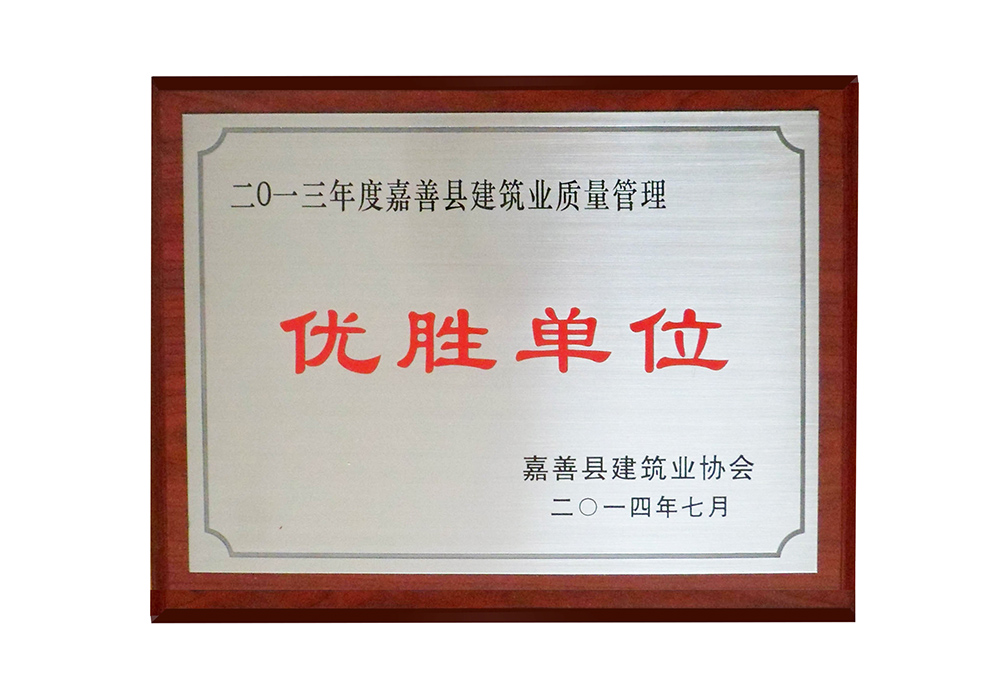 二0一三年度嘉善县建筑业质量管理
优胜单位
嘉善县建筑业协会
二〇一四年七月